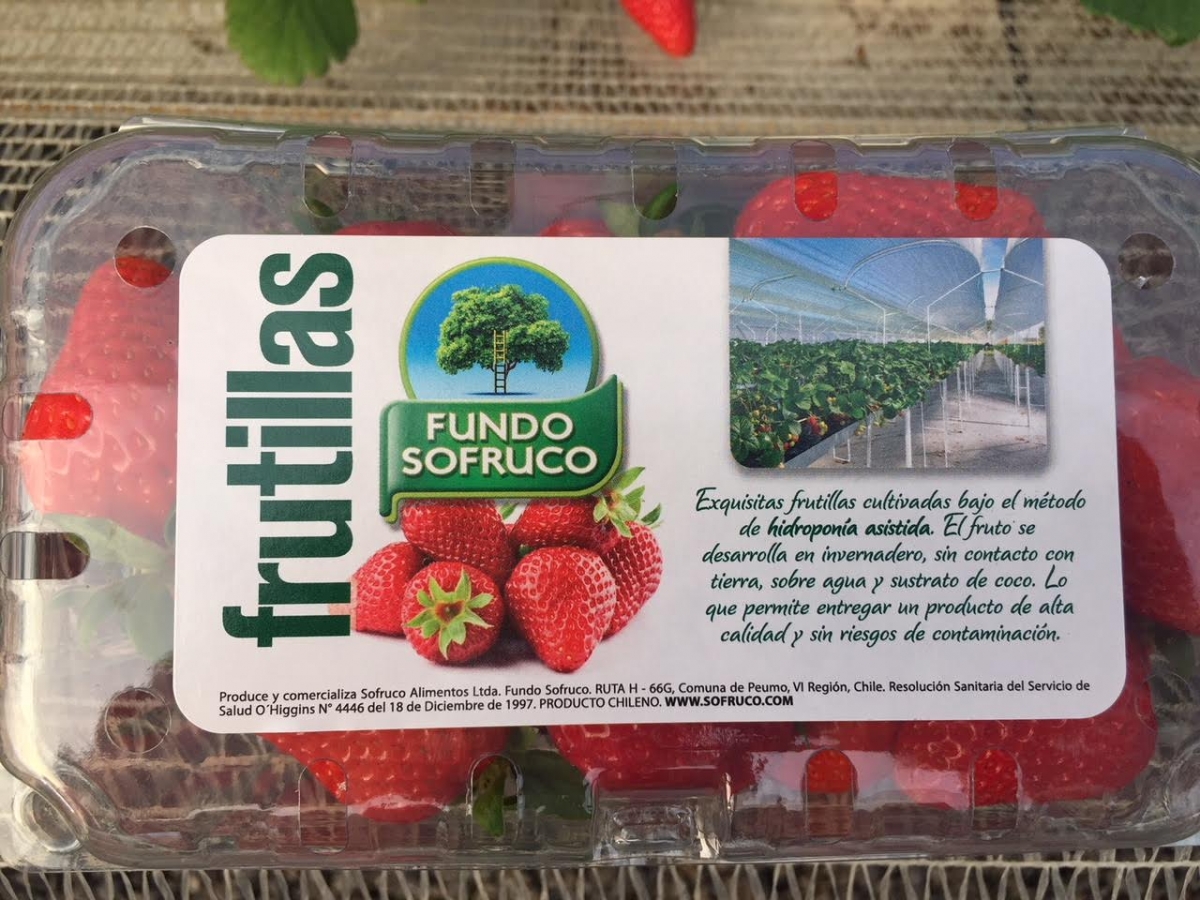 frutillas
FUNDO
SOFRUCO
Exquisitas frutillas cultivadas bajo el método
de hidroponía asistida. El fruto se
desarrolla en invernadero, sin contacto con
tierra, sobre agua y sustrato de coco. Lo
que permite entregar un producto de alta
calidad y sin riesgos de contaminación.
Produce y comercializa Sofruco Alimentos Ltda. Fundo Sofruco. RUTA H - 66G, Comuna de Peumo, VI Región, Chile. Resolución Sanitaria del Servicio de
Salud O´Higgins N° 4446 del 18 de Diciembre de 1997. PRODUCTO CHILENO. WWW.SOFRUCO.COM